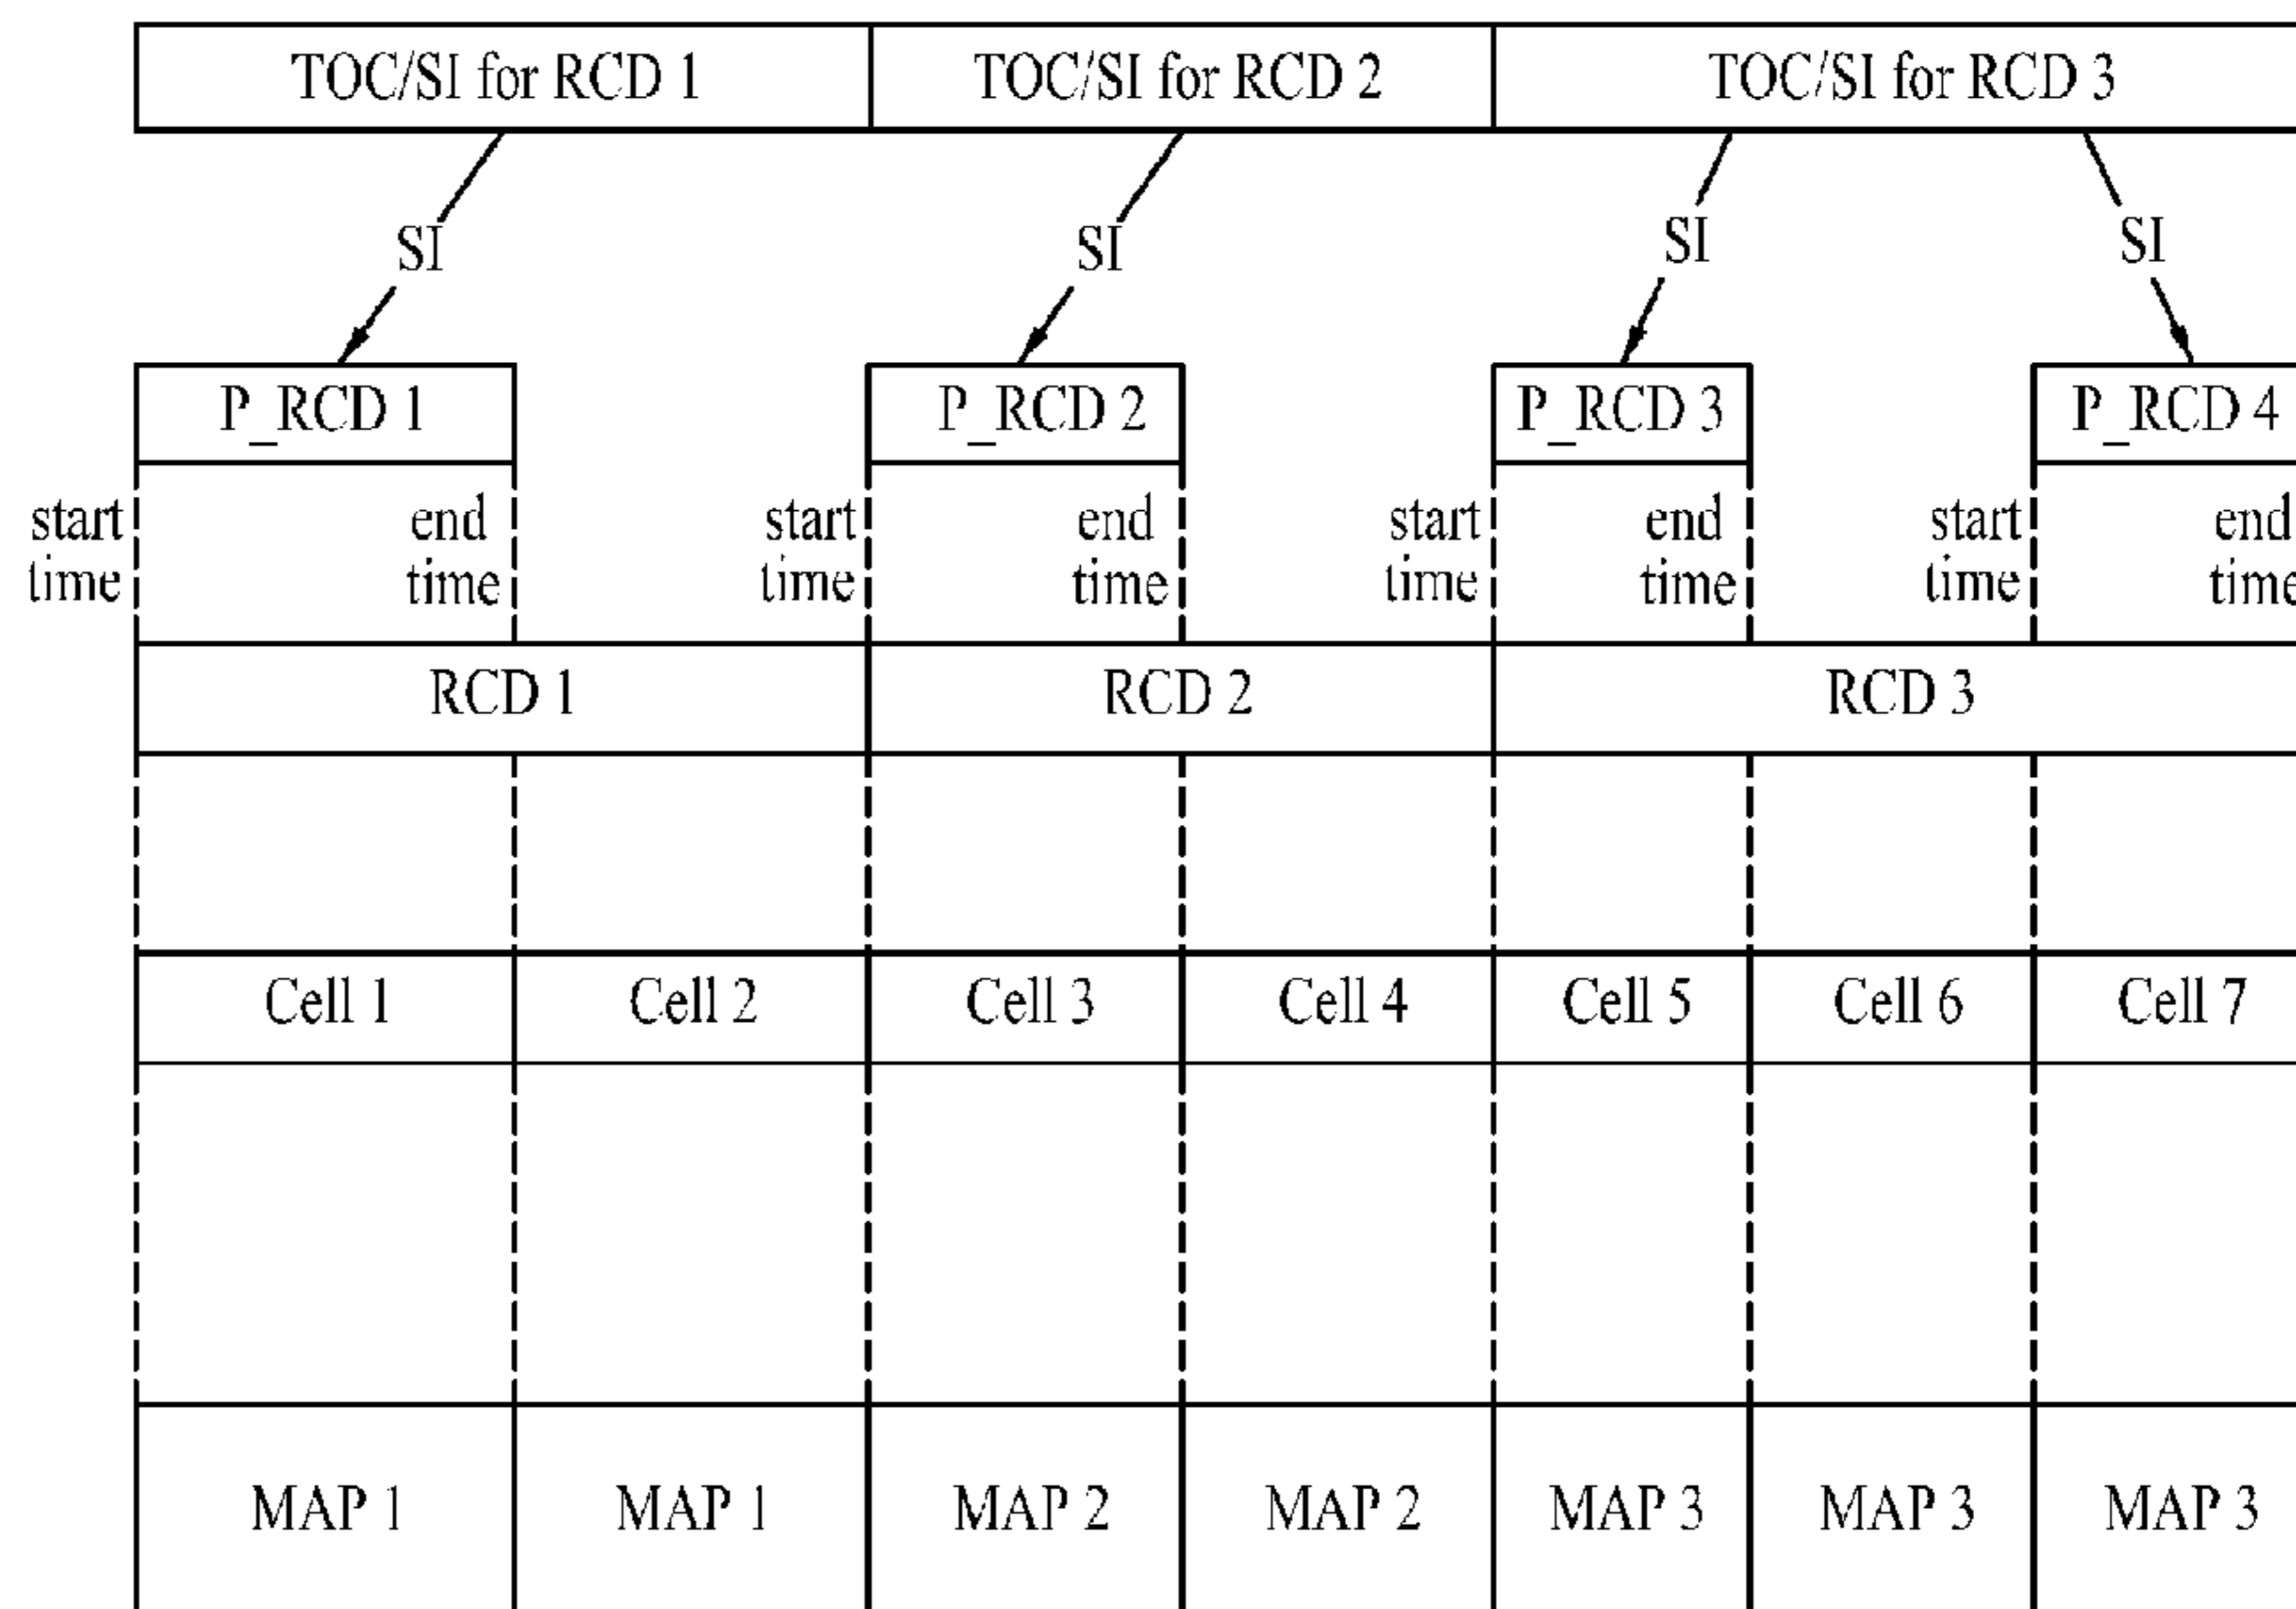 TOC/SI for RCD 1 TOC/SI for RCD 2 TOC/SI for RCD 3
SI SI SI SI
P_RCD 1 P_RCD 2 P_RCD 3 P_RCD 4
start end start end start end start end
time time time time time time time time
RCD 1 RCD 2 RCD 3
Cell 1 Cell 2 Cell 3 Cell 4 Cell 5 Cell 6 Cell 7
MAP 1 MAP 1 MAP 2 MAP 2 MAP 3 MAP 3 MAP 3